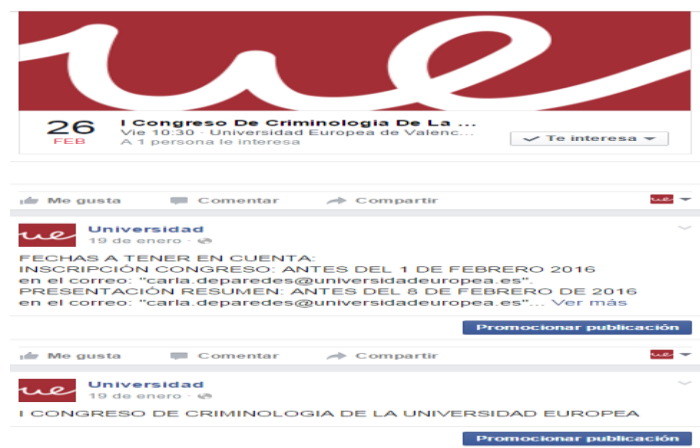 ue
26
FEB
I Congreso De Criminologia De La ...
Vie 10:30 · Universidad Europea de Valenc...
A 1 persona le interesa
Te interesa
Me gusta Comentar Compartir
ue
ue
Universidad
19 de enero ·
FECHAS A TENER EN CUENTA:
INSCRIPCIÓN CONGRESO: ANTES DEL 1 DE FEBRERO 2016
en el correo: "carla.deparedes@universidadeuropea.es".
PRESENTACIÓN RESUMEN: ANTES DEL 8 DE FEBRERO DE 2016
en el correo: "carla.deparedes@universidadeuropea.es"... Ver más
Promocionar publicación
Me gusta Comentar Compartir
ue
ue
Universidad
19 de enero ·
I CONGRESO DE CRIMINOLOGIA DE LA UNIVERSIDAD EUROPEA
Promocionar publicación